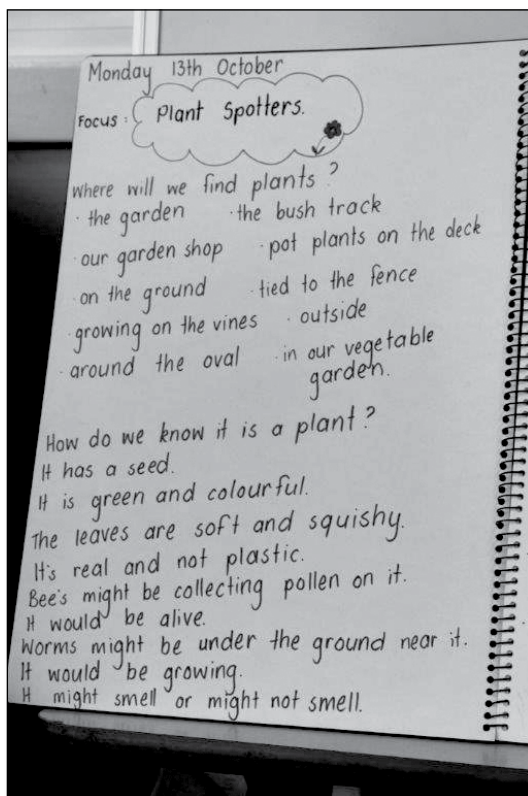 Monday 13th October
Focus: Plant Spotters.
Where will we find plants?
· the garden · the bush track
· our garden shop · pot plants on the deck
· on the ground · tied to the fence
· growing on the vines · outside
· around the oval · in our vegetable
garden.
How do we know it is a plant?
It has a seed.
It is green and colourful.
The leaves are soft and squishy.
It's real and not plastic.
Bee's might be collecting pollen on it.
It would be alive.
Worms might be under the ground near it.
It would be growing.
It might smell or might not smell.